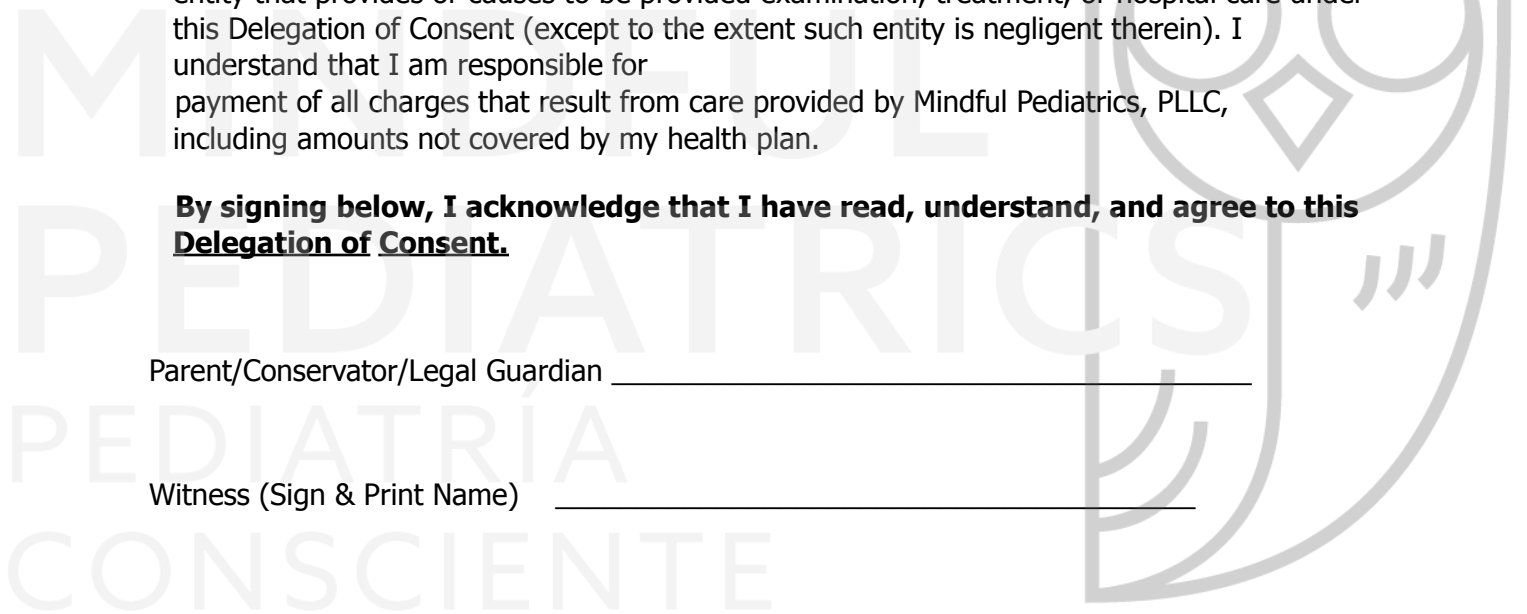 entity that provides or causes to be provided examination, treatment, or hospital care under
this Delegation of Consent (except to the extent such entity is negligent therein). I
understand that I am responsible for
payment of all charges that result from care provided by Mindful Pediatrics, PLLC,
including amounts not covered by my health plan.
By signing below, I acknowledge that I have read, understand, and agree to this
Delegation of Consent.
Parent/Conservator/Legal Guardian
Witness (Sign & Print Name)
MINDFUL
PEDIATRICS
PEDIATRÍA
CONSCIENTE